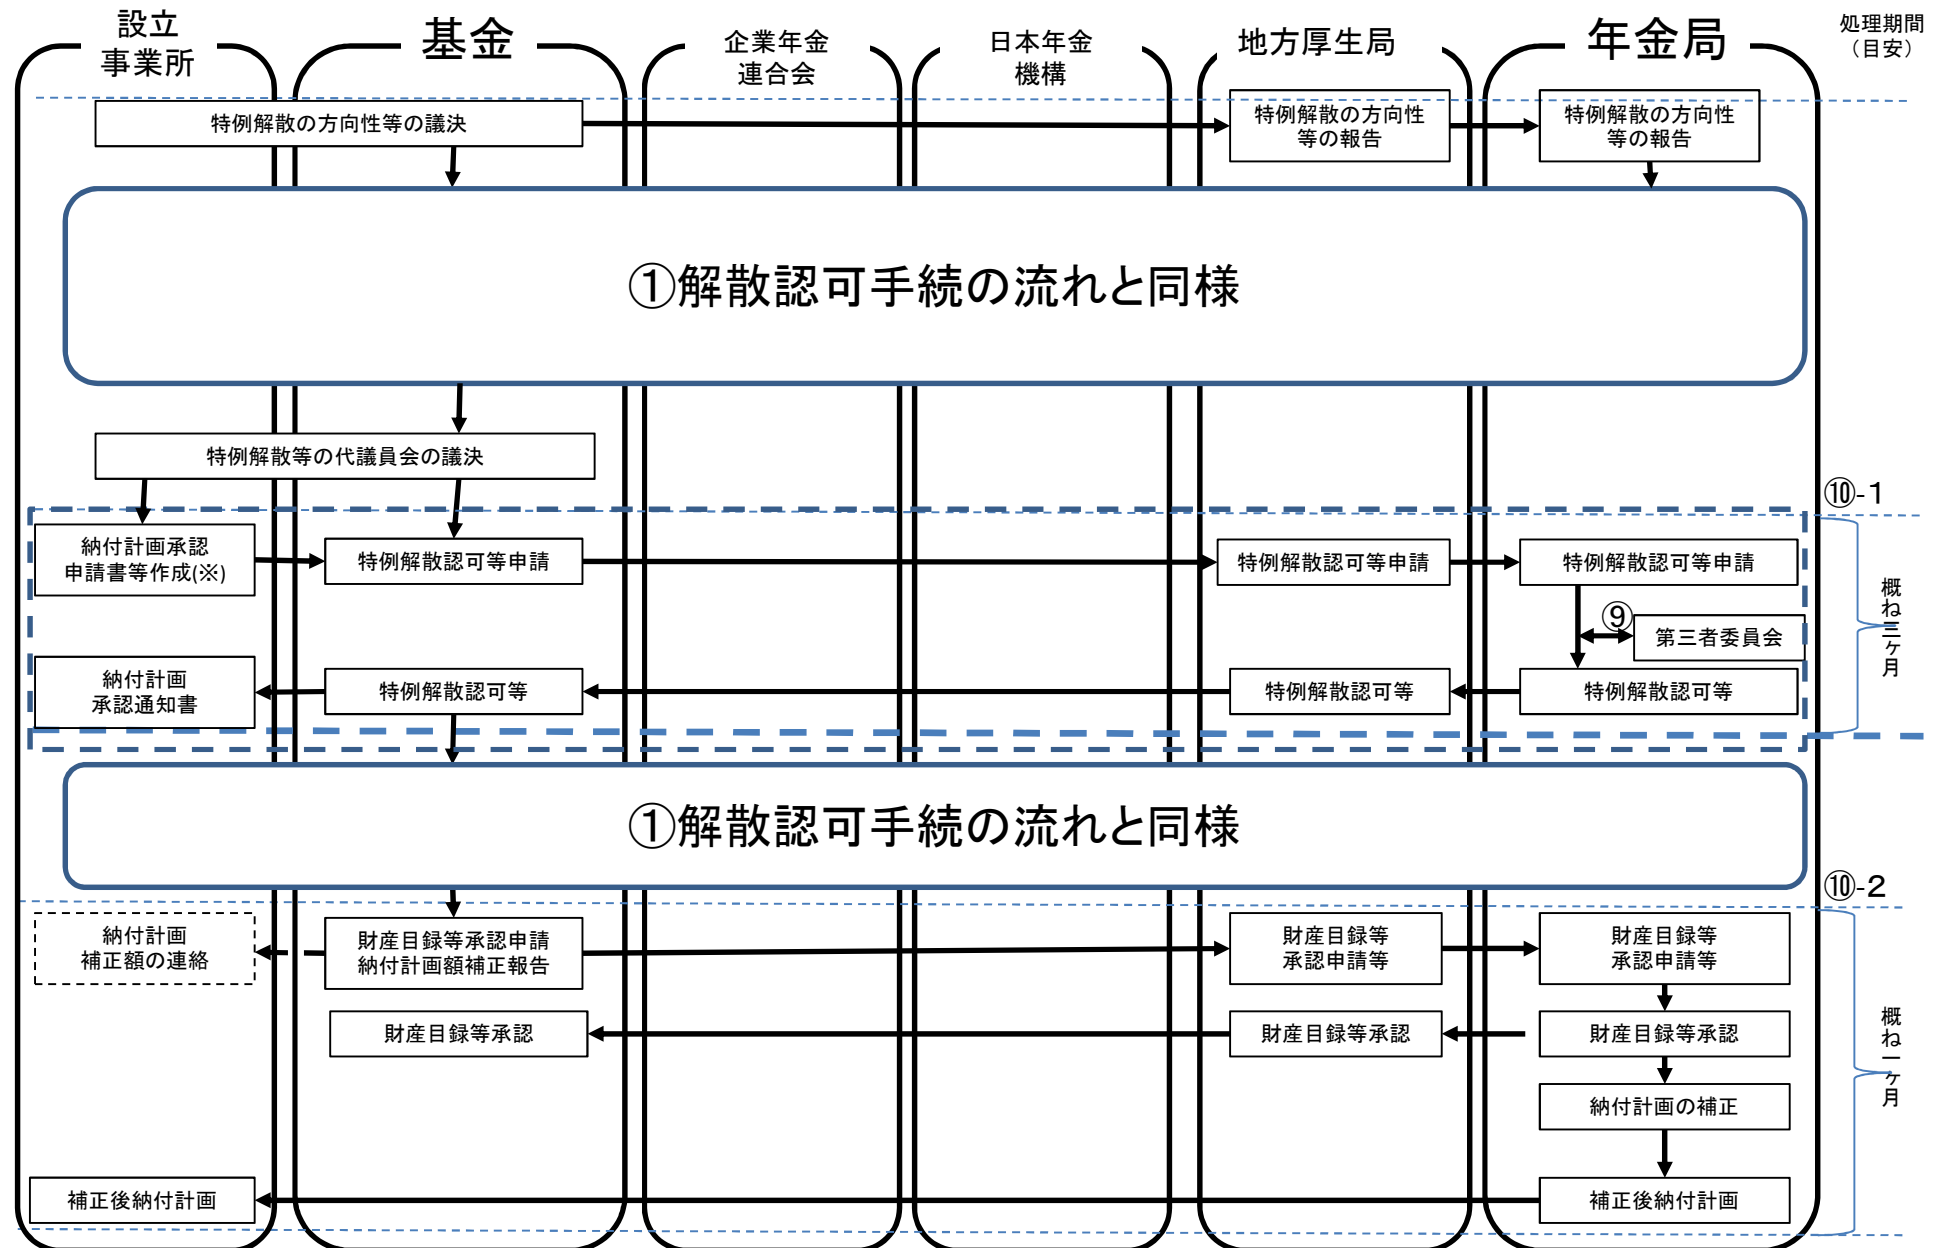 設立
事業所
基金
企業年金
連合会
日本年金
機構
地方厚生局
年金局
処理期間
（目安）
特例解散の方向性等の議決
特例解散の方向性
等の報告
特例解散の方向性
等の報告
①解散認可手続の流れと同様
特例解散等の代議員会の議決
⑩-1
納付計画承認
申請書等作成(※)
特例解散認可等申請
特例解散認可等申請
特例解散認可等申請
⑨
第三者委員会
概ね三ヶ月
納付計画
承認通知書
特例解散認可等
特例解散認可等
特例解散認可等
①解散認可手続の流れと同様
⑩-2
納付計画
補正額の連絡
財産目録等承認申請
納付計画額補正報告
財産目録等
承認申請等
財産目録等
承認申請等
財産目録等承認
財産目録等承認
財産目録等承認
概ね一ヶ月
納付計画の補正
補正後納付計画
補正後納付計画